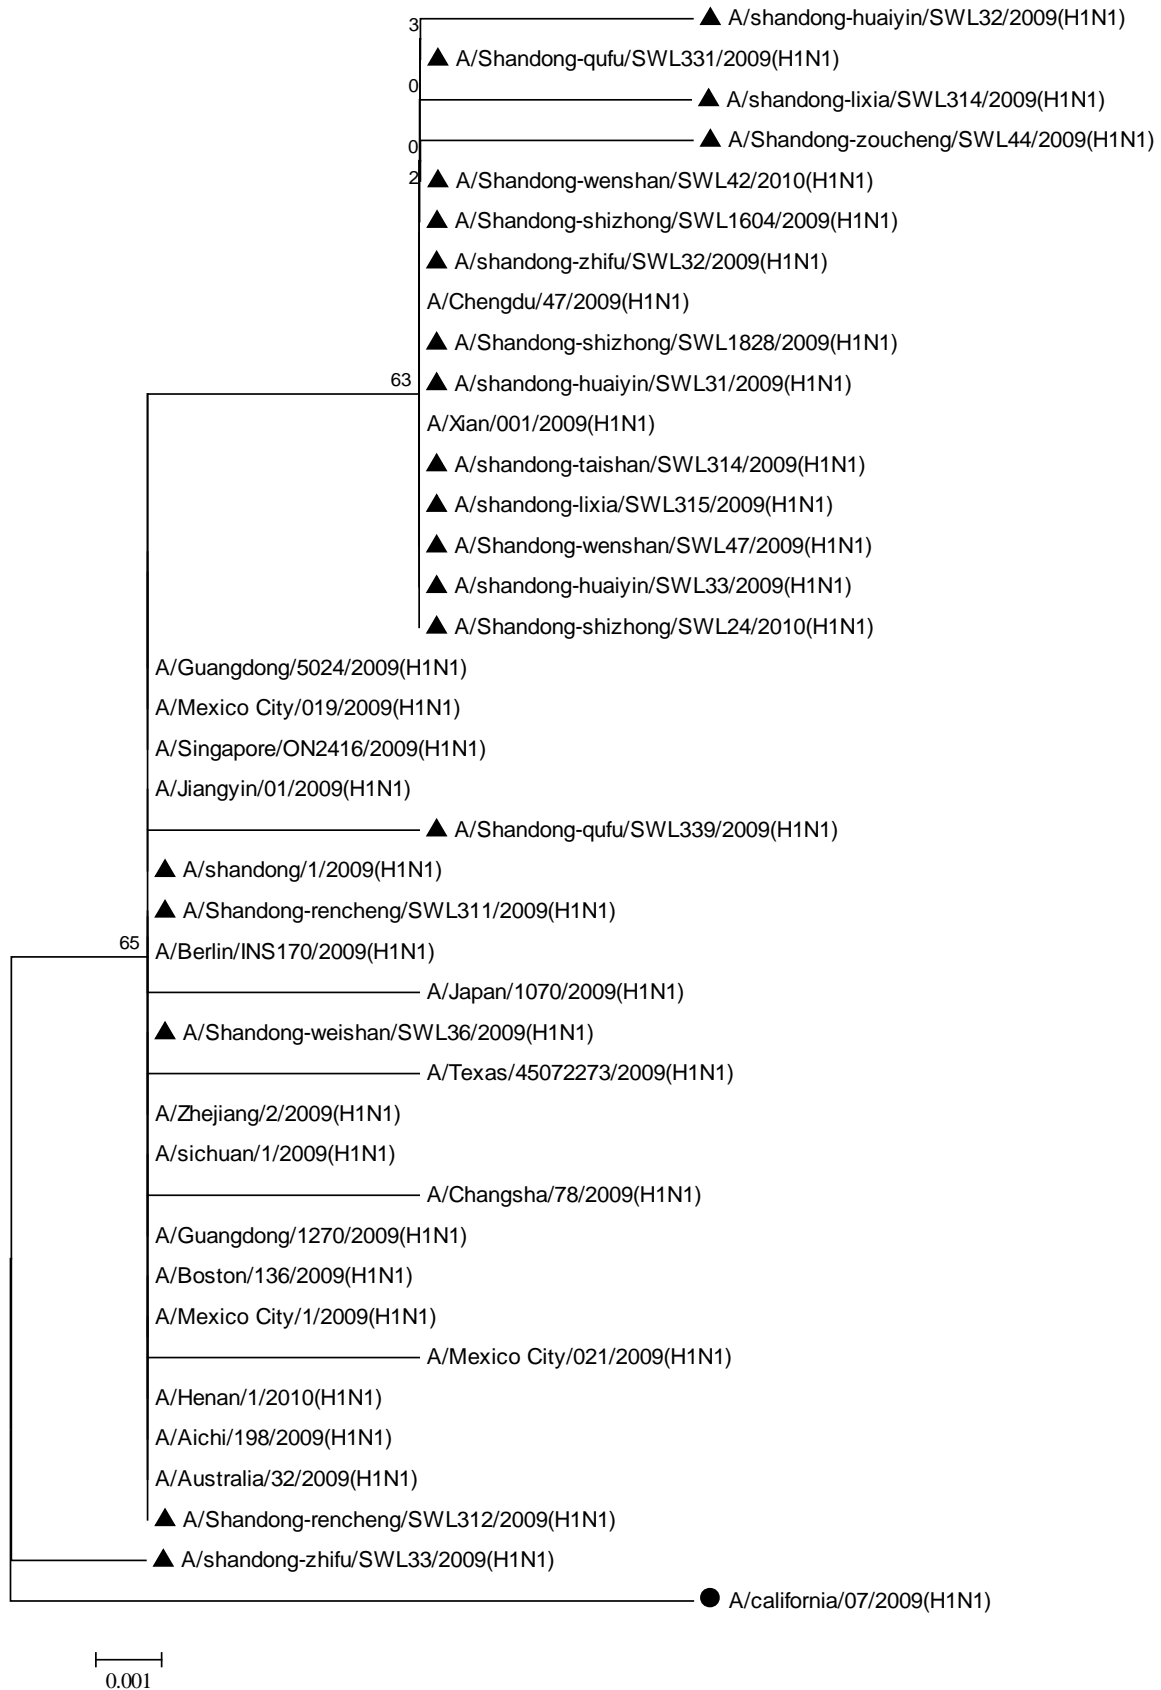 3
A/shandong-huaiyin/SWL32/2009(H1N1)
A/Shandong-qufu/SWL331/2009(H1N1)
0
A/shandong-lixia/SWL314/2009(H1N1)
A/Shandong-zoucheng/SWL44/2009(H1N1)
0
2
A/Shandong-wenshan/SWL42/2010(H1N1)
A/Shandong-shizhong/SWL1604/2009(H1N1)
A/shandong-zhifu/SWL32/2009(H1N1)
A/Chengdu/47/2009(H1N1)
A/Shandong-shizhong/SWL1828/2009(H1N1)
63
A/shandong-huaiyin/SWL31/2009(H1N1)
A/Xian/001/2009(H1N1)
A/shandong-taishan/SWL314/2009(H1N1)
A/shandong-lixia/SWL315/2009(H1N1)
A/Shandong-wenshan/SWL47/2009(H1N1)
A/shandong-huaiyin/SWL33/2009(H1N1)
A/Shandong-shizhong/SWL24/2010(H1N1)
A/Guangdong/5024/2009(H1N1)
A/Mexico City/019/2009(H1N1)
A/Singapore/ON2416/2009(H1N1)
A/Jiangyin/01/2009(H1N1)
A/Shandong-qufu/SWL339/2009(H1N1)
A/shandong/1/2009(H1N1)
A/Shandong-rencheng/SWL311/2009(H1N1)
65
A/Berlin/INS170/2009(H1N1)
A/Japan/1070/2009(H1N1)
A/Shandong-weishan/SWL36/2009(H1N1)
A/Texas/45072273/2009(H1N1)
A/Zhejiang/2/2009(H1N1)
A/sichuan/1/2009(H1N1)
A/Changsha/78/2009(H1N1)
A/Guangdong/1270/2009(H1N1)
A/Boston/136/2009(H1N1)
A/Mexico City/1/2009(H1N1)
A/Mexico City/021/2009(H1N1)
A/Henan/1/2010(H1N1)
A/Aichi/198/2009(H1N1)
A/Australia/32/2009(H1N1)
A/Shandong-rencheng/SWL312/2009(H1N1)
A/shandong-zhifu/SWL33/2009(H1N1)
A/california/07/2009(H1N1)
0.001